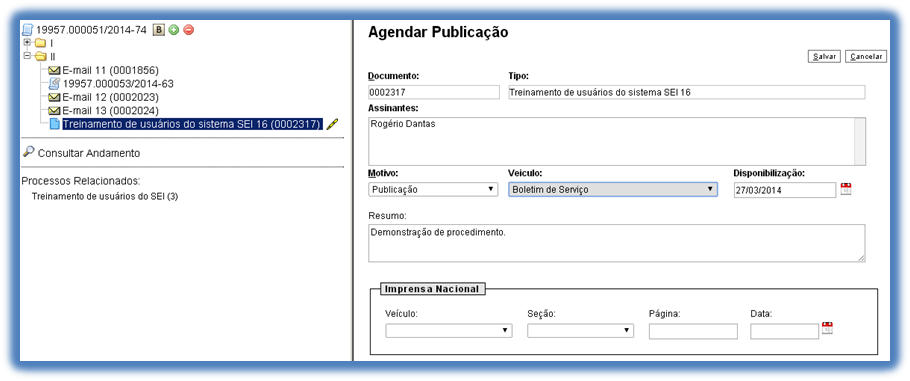 19957.000051/2014-74 B
I
II
E-mail 11 (0001856)
19957.000053/2014-63
E-mail 12 (0002023)
E-mail 13 (0002024)
Treinamento de usuários do sistema SEI 16 (0002317)
Consultar Andamento
Processos Relacionados:
Treinamento de usuários do SEI (3)
Agendar Publicação
Salvar Cancelar
Documento: Tipo:
0002317 Treinamento de usuários do sistema SEI 16
Assinantes:
Rogério Dantas
Motivo: Veículo: Disponibilização:
Publicação Boletim de Serviço 27/03/2014
Resumo:
Demonstração de procedimento.
Imprensa Nacional
Veículo: Seção: Página: Data: